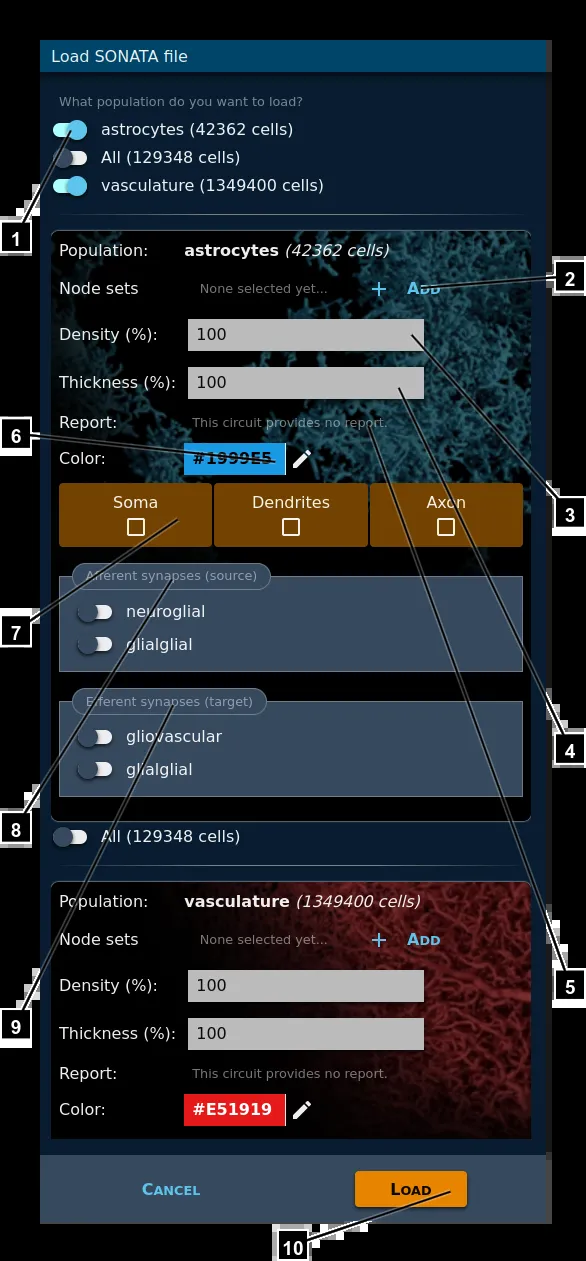 Load SONATA file
What population do you want to load?
astrocytes (42362 cells)
All (129348 cells)
vasculature (1349400 cells)
1
Population: astrocytes (42362 cells)
Node sets None selected yet... + ADD
2
Density (%): 100
Thickness (%): 100
Report: This circuit provides no report.
6
Color: #1999E5
Soma Dendrites Axon
3
Afferent synapses (source)
neuroglial
7
glialglial
Efferent synapses (target)
gliovascular
4
glialglial
8
All (129348 cells)
Population: vasculature (1349400 cells)
Node sets None selected yet... + ADD
Density (%): 100
5
9
Thickness (%): 100
Report: This circuit provides no report.
Color: #E51919
CANCEL LOAD
10